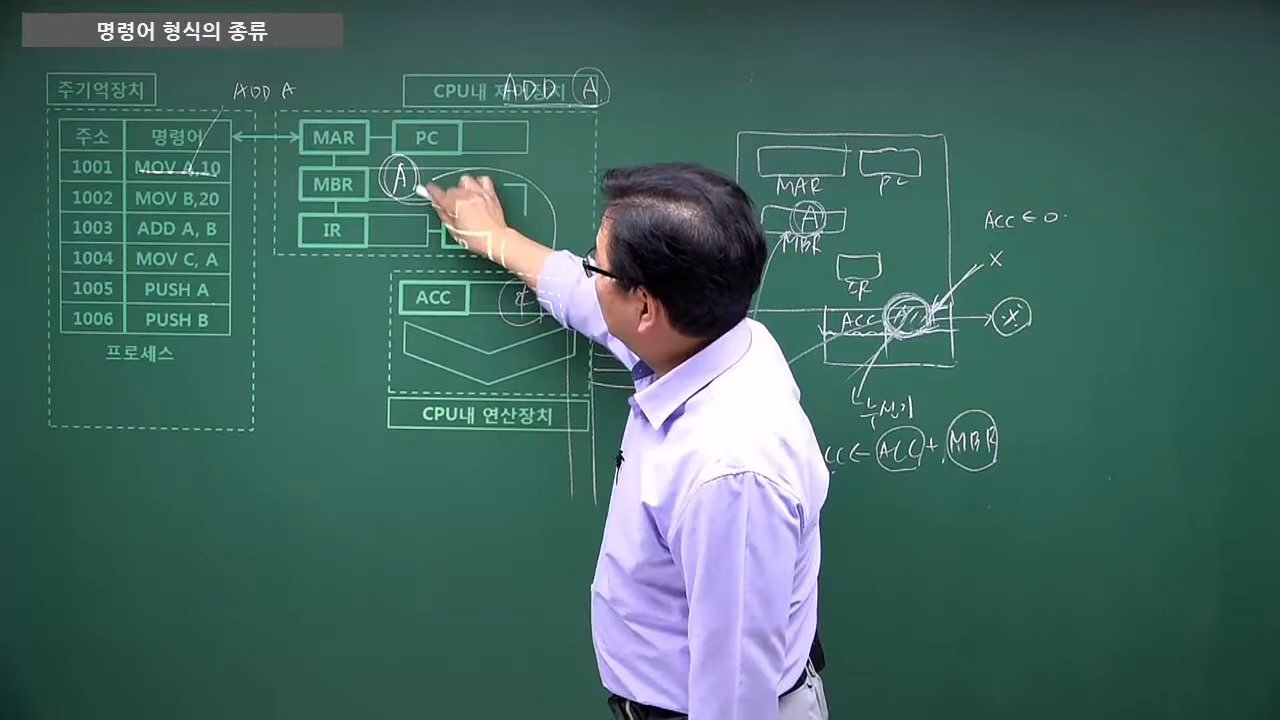 명령어 형식의 종류
주기억장치
ADD A
CPU내
ADD A
주소 명령어
1001 MOV A,10
1002 MOV B,20
1003 ADD A, B
1004 MOV C, A
1005 PUSH A
1006 PUSH B
프로세스
MAR PC
MBR A
IR
ACC
CPU내 연산장치
MAR PC
A
MBR
ACC ← 0
X
IR
ACC
X
누산기
← ACC + MBR